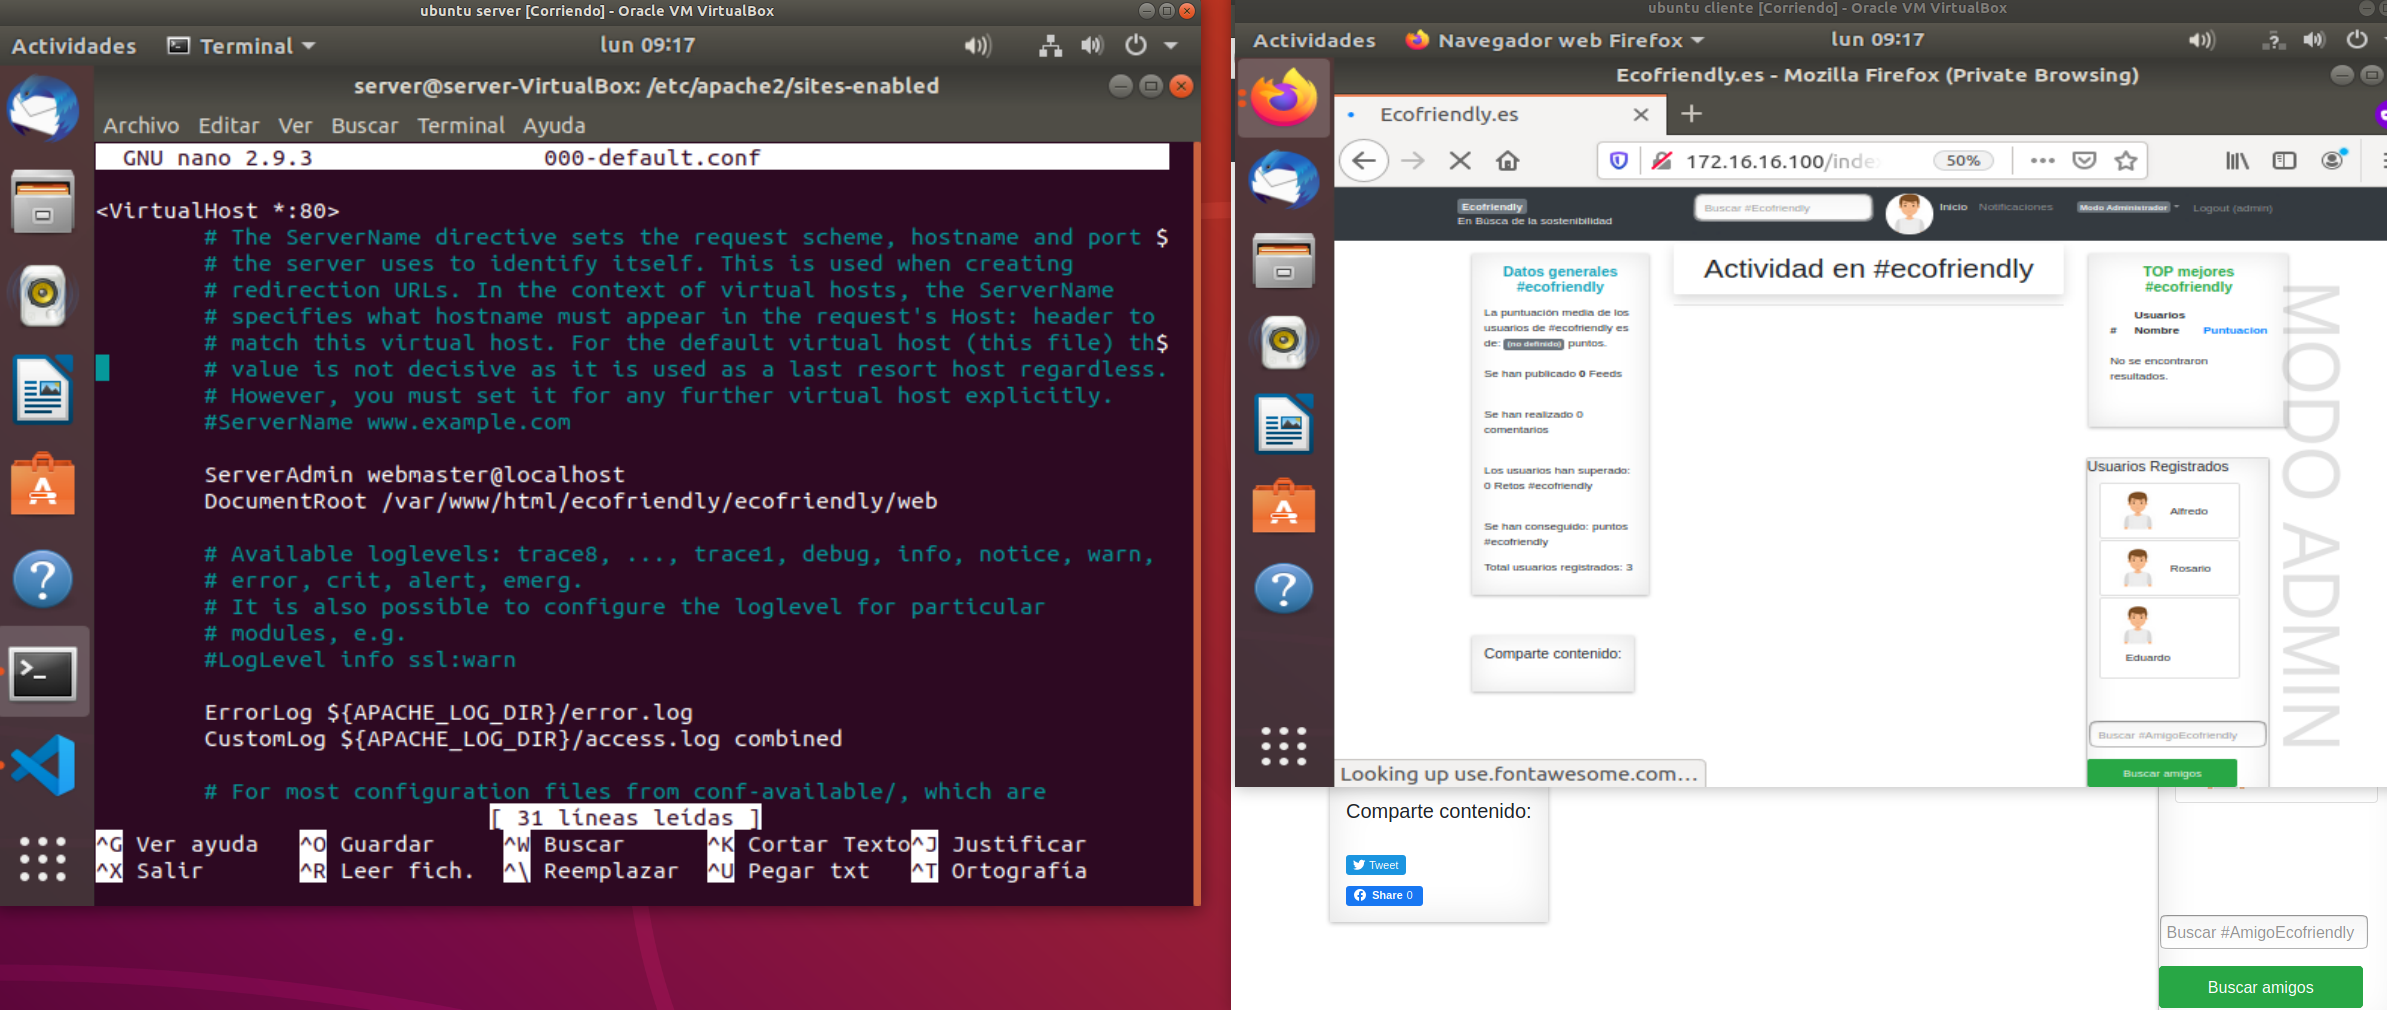 ubuntu server [Corriendo] - Oracle VM VirtualBox
Actividades
Terminal
lun 09:17
server@server-VirtualBox: /etc/apache2/sites-enabled
Archivo Editar Ver Buscar Terminal Ayuda
GNU nano 2.9.3 000-default.conf
<VirtualHost *:80>
# The ServerName directive sets the request scheme, hostname and port $
# the server uses to identify itself. This is used when creating
# redirection URLs. In the context of virtual hosts, the ServerName
# specifies what hostname must appear in the request's Host: header to
# match this virtual host. For the default virtual host (this file) th$
# value is not decisive as it is used as a last resort host regardless.
# However, you must set it for any further virtual host explicitly.
#ServerName www.example.com
ServerAdmin webmaster@localhost
DocumentRoot /var/www/html/ecofriendly/ecofriendly/web
# Available loglevels: trace8, ..., trace1, debug, info, notice, warn,
# error, crit, alert, emerg.
# It is also possible to configure the loglevel for particular
# modules, e.g.
#LogLevel info ssl:warn
ErrorLog ${APACHE_LOG_DIR}/error.log
CustomLog ${APACHE_LOG_DIR}/access.log combined
# For most configuration files from conf-available/, which are
[ 31 líneas leídas ]
^G Ver ayuda ^O Guardar ^W Buscar ^K Cortar Texto ^J Justificar
^X Salir ^R Leer fich. ^\ Reemplazar ^U Pegar txt ^T Ortografía
ubuntu cliente [Corriendo] - Oracle VM VirtualBox
Actividades
Navegador web Firefox
lun 09:17
Ecofriendly.es - Mozilla Firefox (Private Browsing)
Ecofriendly.es
172.16.16.100/inde
50%
Ecofriendly
En Búsca de la sostenibilidad
Buscar #Ecofriendly
Inicio
Notificaciones
Modo Administrador
Logout (admin)
Datos generales
#ecofriendly
La puntuación media de los
usuarios de #ecofriendly es
de: (no definido) puntos.
Se han publicado 0 Feeds
Se han realizado 0
comentarios
Los usuarios han superado:
0 Retos #ecofriendly
Se han conseguido: puntos
#ecofriendly
Total usuarios registrados: 3
Comparte contenido:
Actividad en #ecofriendly
TOP mejores
#ecofriendly
Usuarios
# Nombre Puntuacion
No se encontraron
resultados.
MODO ADMIN
Usuarios Registrados
Alfredo
Rosario
Eduardo
Buscar #AmigoEcofriendly
Buscar amigos
Looking up use.fontawesome.com...
Comparte contenido:
Tweet
Share 0
Buscar #AmigoEcofriendly
Buscar amigos